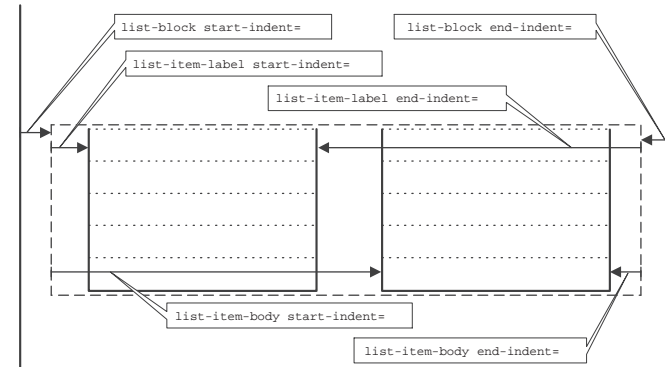 list-block start-indent=
list-block end-indent=
list-item-label start-indent=
list-item-label end-indent=
list-item-body start-indent=
list-item-body end-indent=